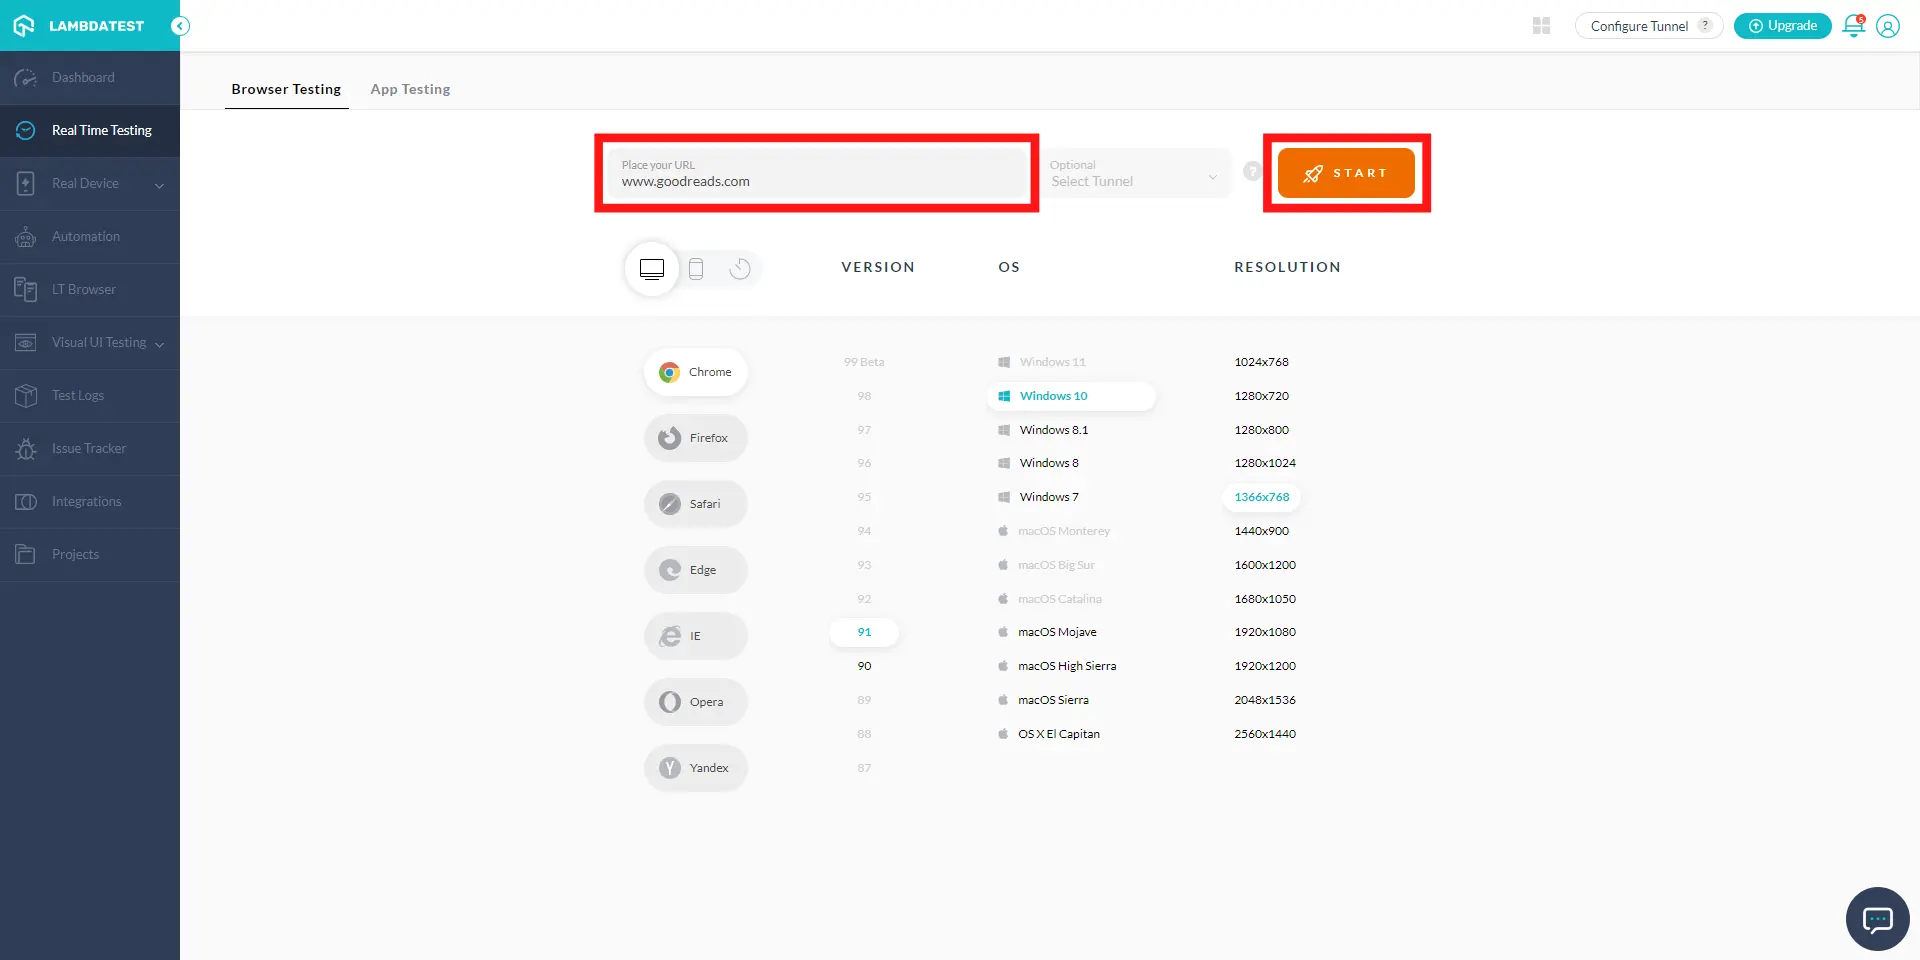 LAMBDATEST
Configure Tunnel ?
Upgrade
5
Dashboard
Real Time Testing
Real Device
Automation
LT Browser
Visual UI Testing
Test Logs
Issue Tracker
Integrations
Projects
Browser Testing App Testing
Place your URL
www.goodreads.com
Optional
Select Tunnel
?
START
VERSION OS RESOLUTION
Chrome
Firefox
Safari
Edge
IE
Opera
Yandex
99 Beta
98
97
96
95
94
93
92
91
90
89
88
87
Windows 11
Windows 10
Windows 8.1
Windows 8
Windows 7
macOS Monterey
macOS Big Sur
macOS Catalina
macOS Mojave
macOS High Sierra
macOS Sierra
OS X El Capitan
1024x768
1280x720
1280x800
1280x1024
1366x768
1440x900
1600x1200
1680x1050
1920x1080
1920x1200
2048x1536
2560x1440